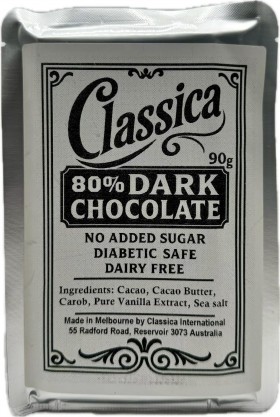 Classica
90g
80% DARK
CHOCOLATE
NO ADDED SUGAR
DIABETIC SAFE
DAIRY FREE
Ingredients: Cacao, Cacao Butter,
Carob, Pure Vanilla Extract, Sea salt
Made in Melbourne by Classica International
55 Radford Road, Reservoir 3073 Australia